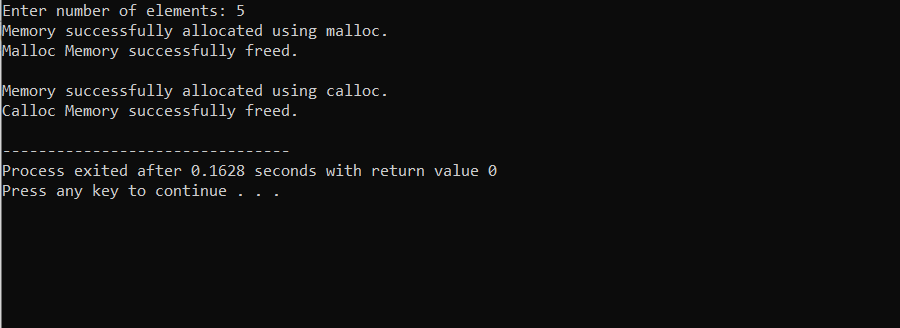 Enter number of elements: 5
Memory successfully allocated using malloc.
Malloc Memory successfully freed.
Memory successfully allocated using calloc.
Calloc Memory successfully freed.
--------------------------------
Process exited after 0.1628 seconds with return value 0
Press any key to continue . . .